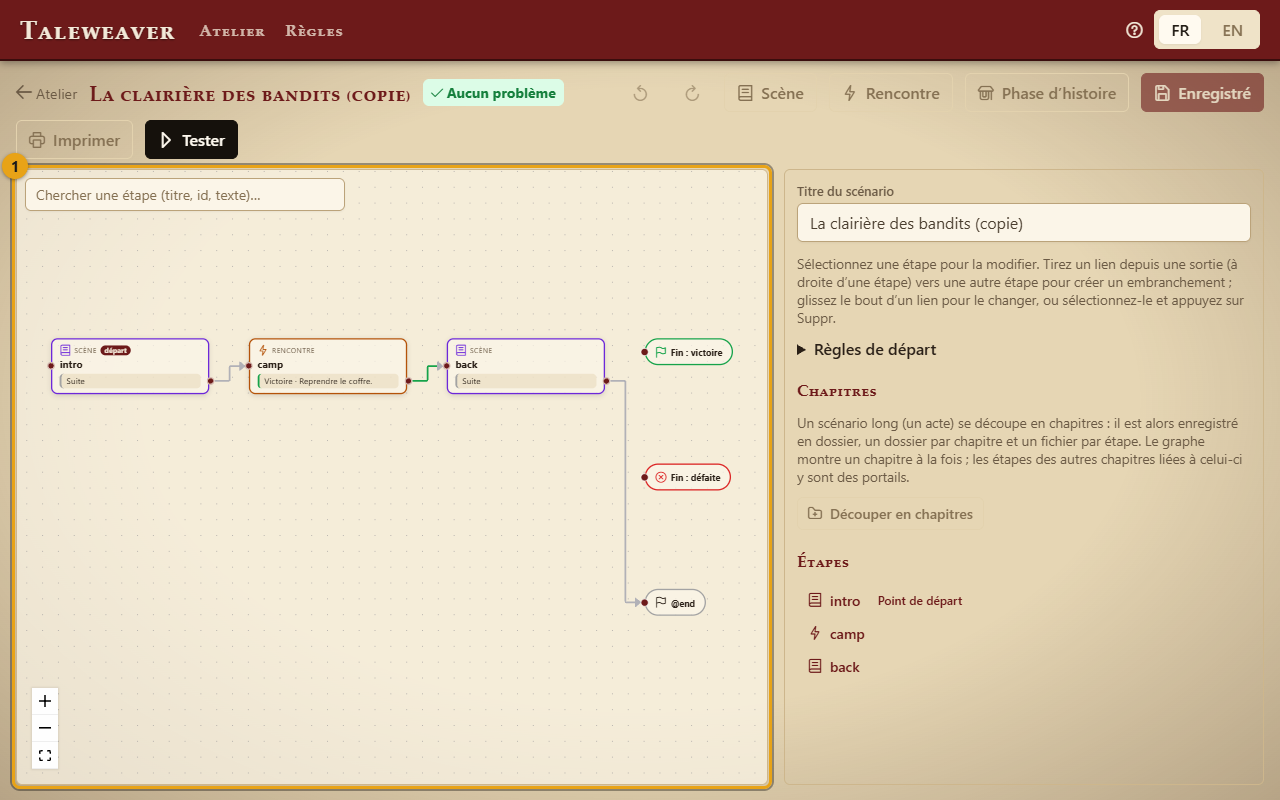 Taleweaver
Atelier
Règles
FR
EN
Atelier
La clairière des bandits (copie)
Aucun problème
Scène
Rencontre
Phase d'histoire
Enregistré
Imprimer
Tester
1
Chercher une étape (titre, id, texte)...
SCÈNE départ
intro
Suite
RENCONTRE
camp
Victoire · Reprendre le coffre.
SCÈNE
back
Suite
Fin : victoire
Fin : défaite
@end
Titre du scénario
La clairière des bandits (copie)
Sélectionnez une étape pour la modifier. Tirez un lien depuis une sortie (à
droite d'une étape) vers une autre étape pour créer un embranchement ;
glissez le bout d'un lien pour le changer, ou sélectionnez-le et appuyez sur
Suppr.
Règles de départ
Chapitres
Un scénario long (un acte) se découpe en chapitres : il est alors enregistré
en dossier, un dossier par chapitre et un fichier par étape. Le graphe
montre un chapitre à la fois ; les étapes des autres chapitres liées à celui-ci
y sont des portails.
Découper en chapitres
Étapes
intro Point de départ
camp
back